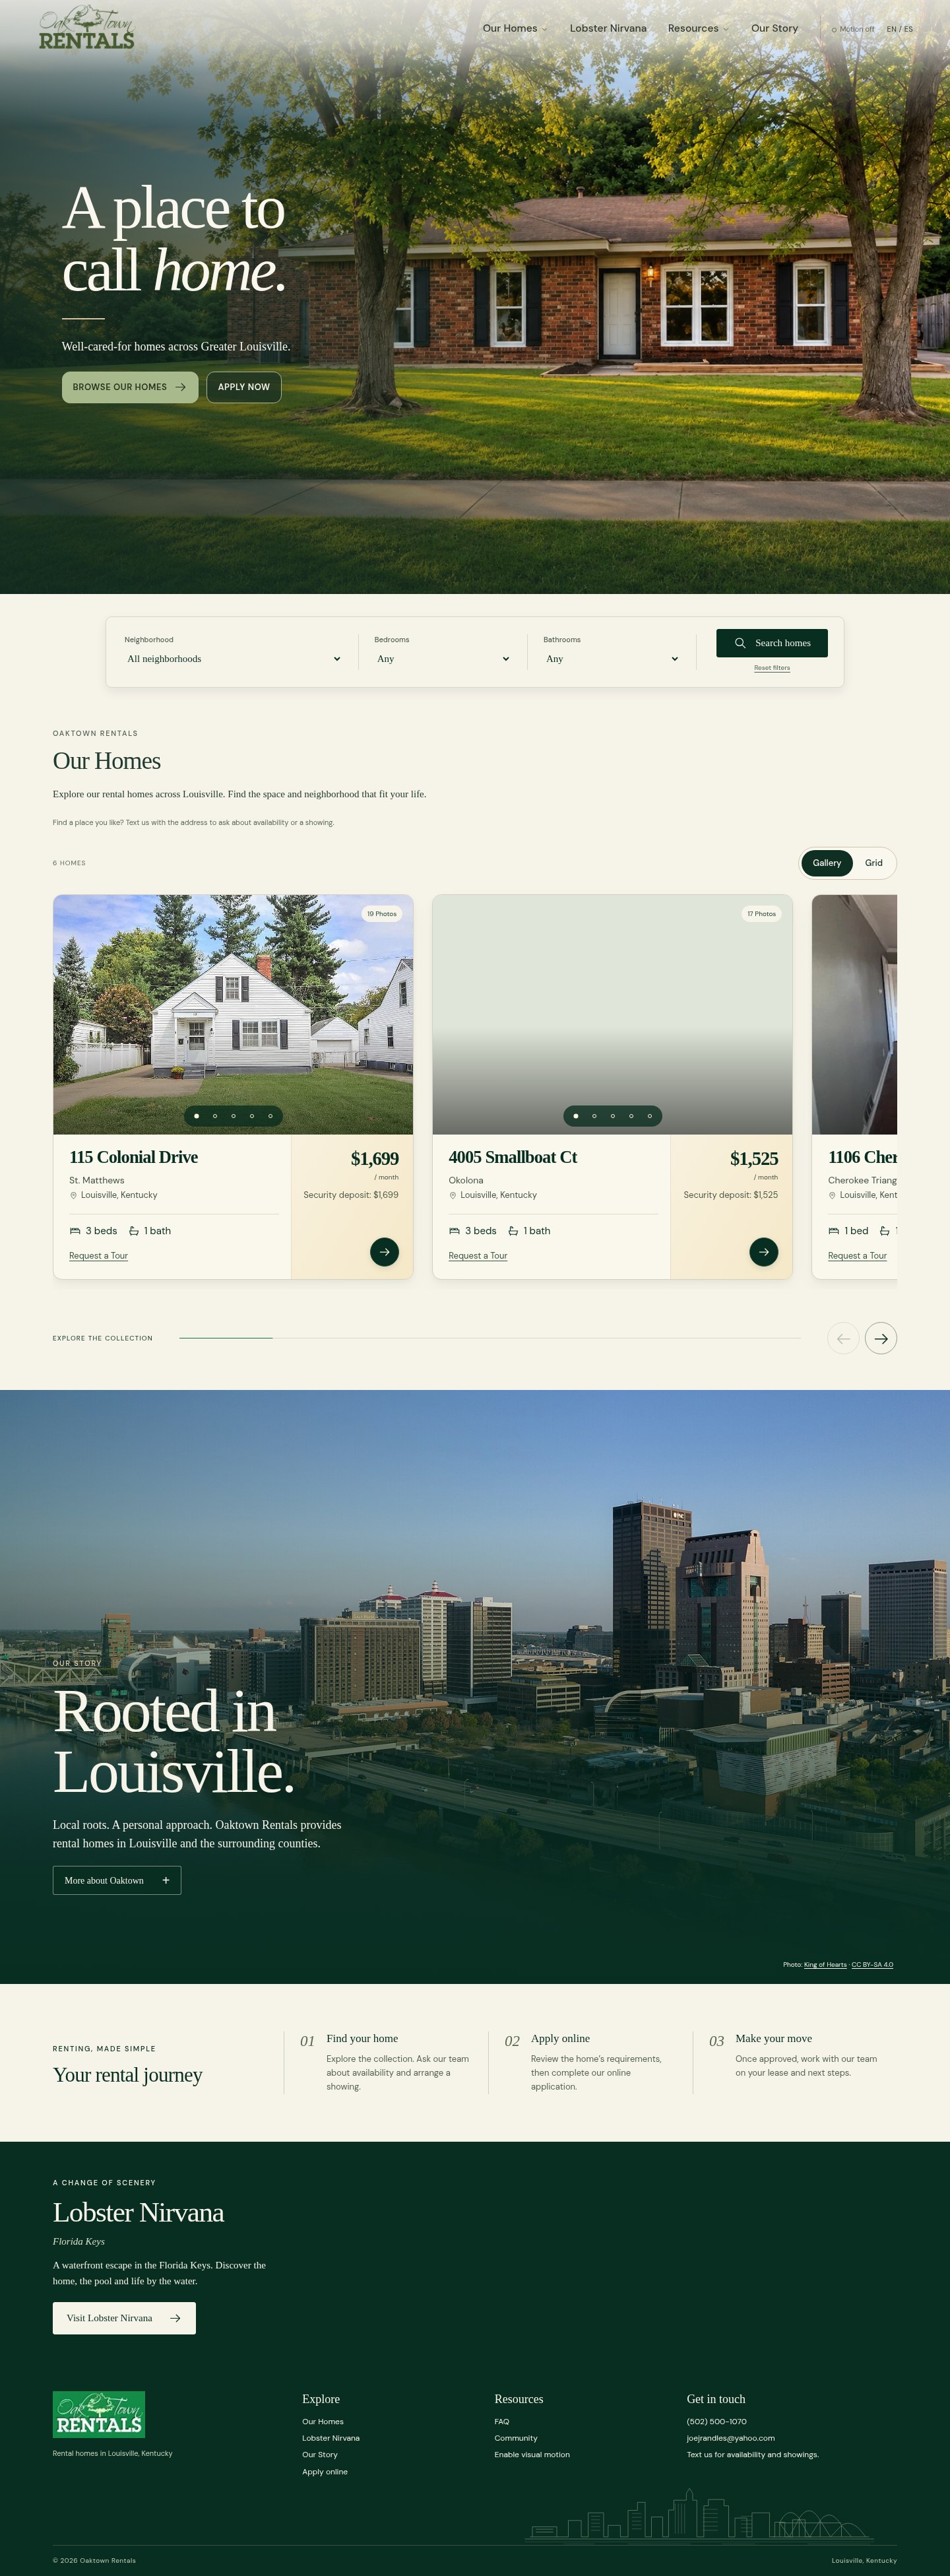 Oak Town
RENTALS
Our Homes
Lobster Nirvana
Resources
Our Story
Motion off
EN / ES
A place to
call home.
Well-cared-for homes across Greater Louisville.
BROWSE OUR HOMES
APPLY NOW
Neighborhood
All neighborhoods
Bedrooms
Any
Bathrooms
Any
Search homes
Reset filters
OAKTOWN RENTALS
Our Homes
Explore our rental homes across Louisville. Find the space and neighborhood that fit your life.
Find a place you like? Text us with the address to ask about availability or a showing.
6 HOMES
Gallery
Grid
19 Photos
115 Colonial Drive
St. Matthews
Louisville, Kentucky
3 beds
1 bath
Request a Tour
$1,699
/ month
Security deposit: $1,699
17 Photos
4005 Smallboat Ct
Okolona
Louisville, Kentucky
3 beds
1 bath
Request a Tour
$1,525
/ month
Security deposit: $1,525
1106 Cher
Cherokee Triang
Louisville, Kent
1 bed
Request a Tour
EXPLORE THE COLLECTION
PNC
OUR STORY
Rooted in
Louisville.
Local roots. A personal approach. Oaktown Rentals provides
rental homes in Louisville and the surrounding counties.
More about Oaktown +
Photo: King of Hearts · CC BY-SA 4.0
RENTING, MADE SIMPLE
Your rental journey
01
Find your home
Explore the collection. Ask our team
about availability and arrange a
showing.
02
Apply online
Review the home's requirements,
then complete our online
application.
03
Make your move
Once approved, work with our team
on your lease and next steps.
A CHANGE OF SCENERY
Lobster Nirvana
Florida Keys
A waterfront escape in the Florida Keys. Discover the
home, the pool and life by the water.
Visit Lobster Nirvana
Oak Town
RENTALS
Rental homes in Louisville, Kentucky
Explore
Our Homes
Lobster Nirvana
Our Story
Apply online
Resources
FAQ
Community
Enable visual motion
Get in touch
(502) 500-1070
joejrandles@yahoo.com
Text us for availability and showings.
© 2026 Oaktown Rentals
Louisville, Kentucky